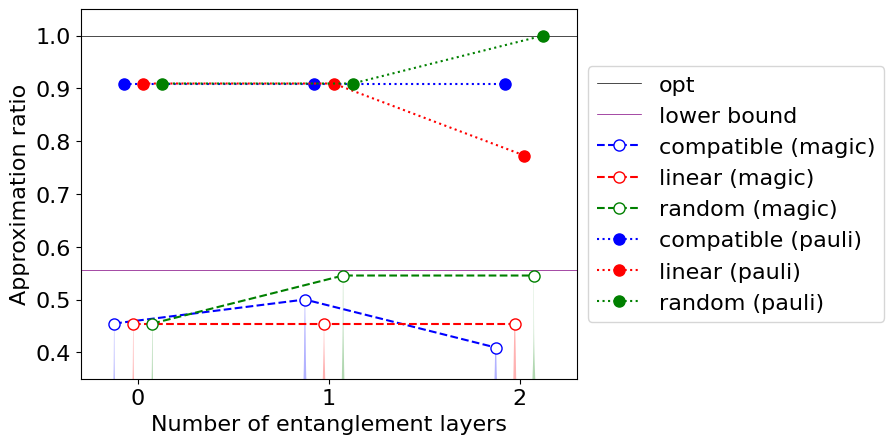 1.0
0.9
0.8
0.7
0.6
0.5
0.4
Approximation ratio
0
1
2
Number of entanglement layers
opt
lower bound
compatible (magic)
linear (magic)
random (magic)
compatible (pauli)
linear (pauli)
random (pauli)